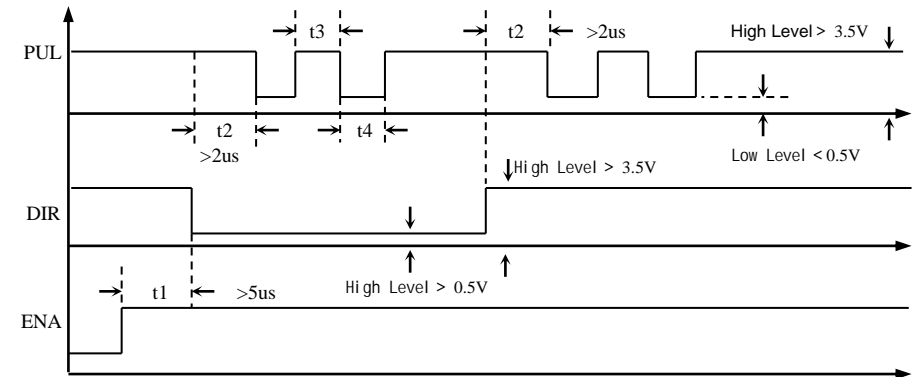 t3
t2 >2us
High Level > 3.5V
PUL
t2
>2us
t4
Low Level < 0.5V
High Level > 3.5V
DIR
High Level > 0.5V
t1 >5us
ENA